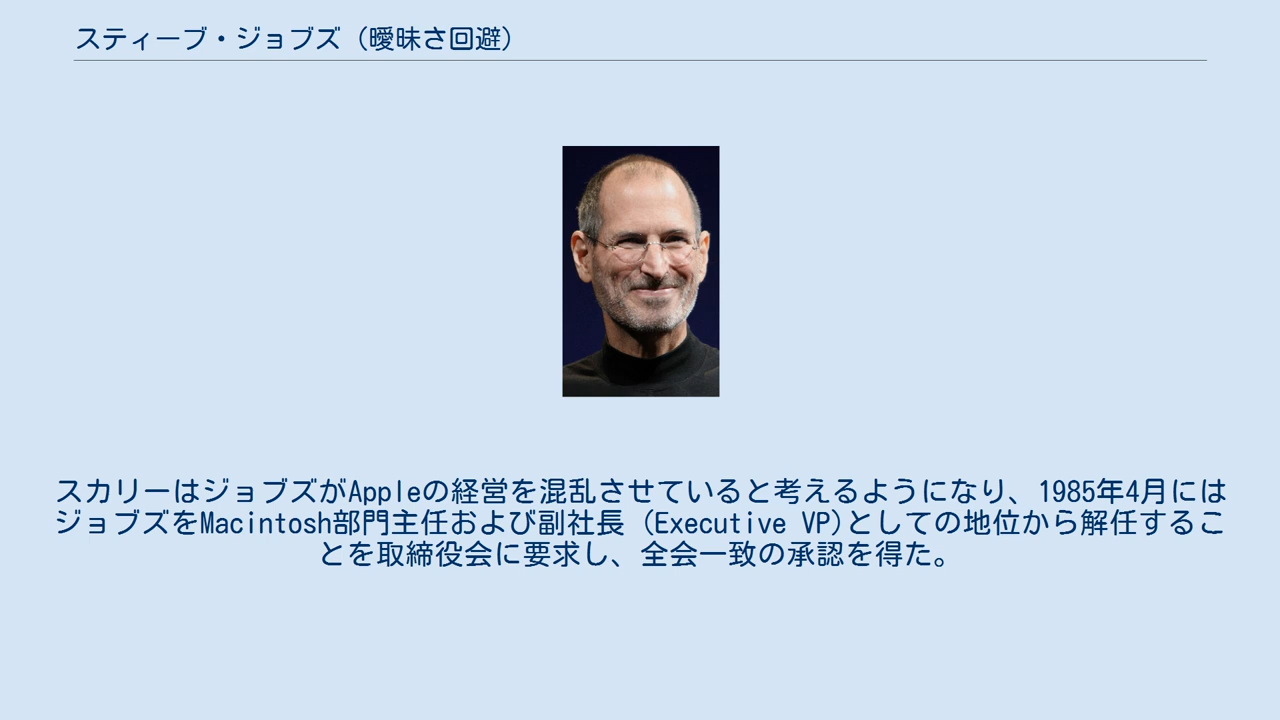 スティーブ・ジョブズ（曖昧さ回避）
スカリーはジョブズがAppleの経営を混乱させていると考えるようになり、1985年4月には
ジョブズをMacintosh部門主任および副社長（Executive VP)としての地位から解任するこ
とを取締役会に要求し、全会一致の承認を得た。